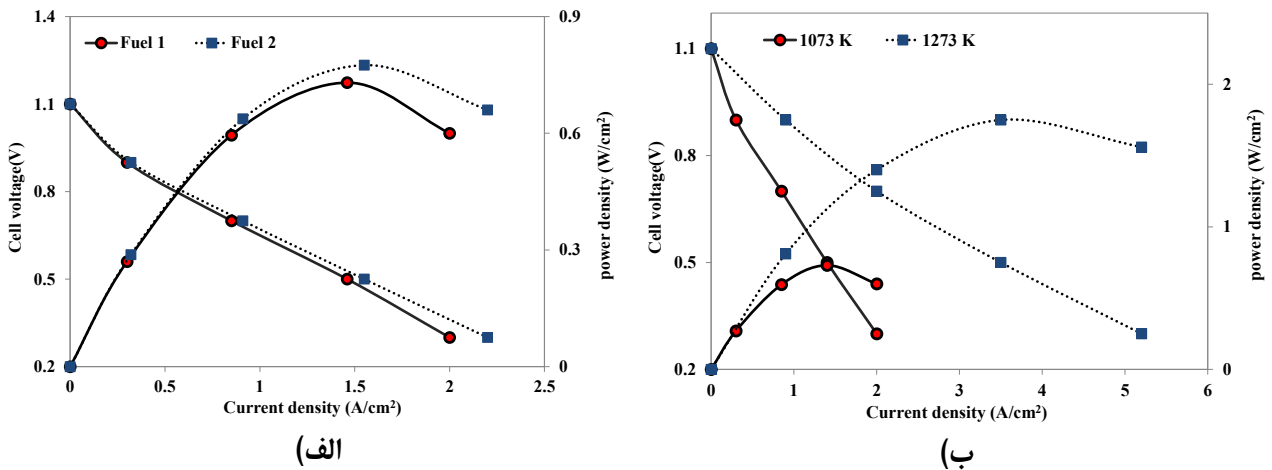 1.4
1.1
0.8
0.5
0.2
Cell voltage(V)
Fuel 1
Fuel 2
0.9
0.6
0.3
0
power density (W/cm²)
0
0.5
1
1.5
2
2.5
Current density (A/cm²)
الف)
1.1
0.8
0.5
0.2
Cell voltage(V)
1073 K
1273 K
2
1
0
power density (W/cm²)
0
1
2
3
4
5
6
Current density (A/cm²)
ب)